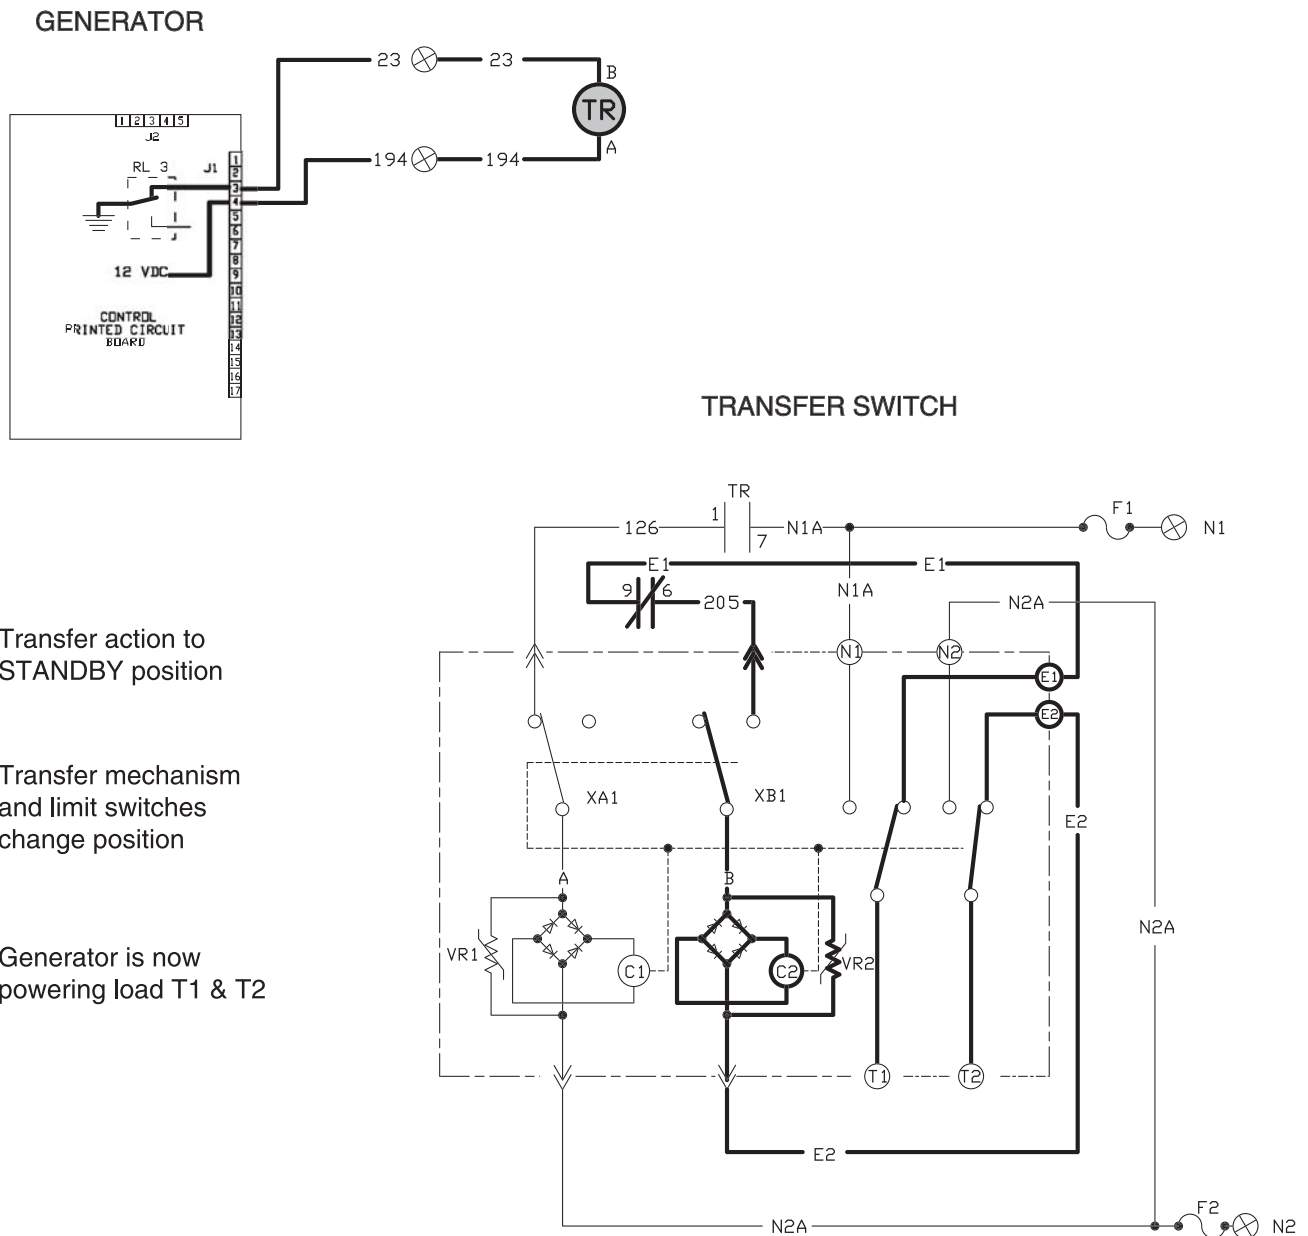 GENERATOR
23 23
B
TR
A
194 194
1 2 3 4 5
J2
RL 3 J1
1
2
3
4
5
6
7
8
9
10
11
12
13
14
15
16
17
12 VDC
CONTROL
PRINTED CIRCUIT
BOARD
TRANSFER SWITCH
TR
1
126
7
N1A
F1
N1
E1 E1
9 6
205
N1A
N2A
Transfer action to
STANDBY position
N1 N2
E1
E2
Transfer mechanism
and limit switches
change position
XA1 XB1
E2
A B
Generator is now
powering load T1 & T2
VR1 C1 C2 VR2
N2A
T1 T2
E2
N2A
F2
N2